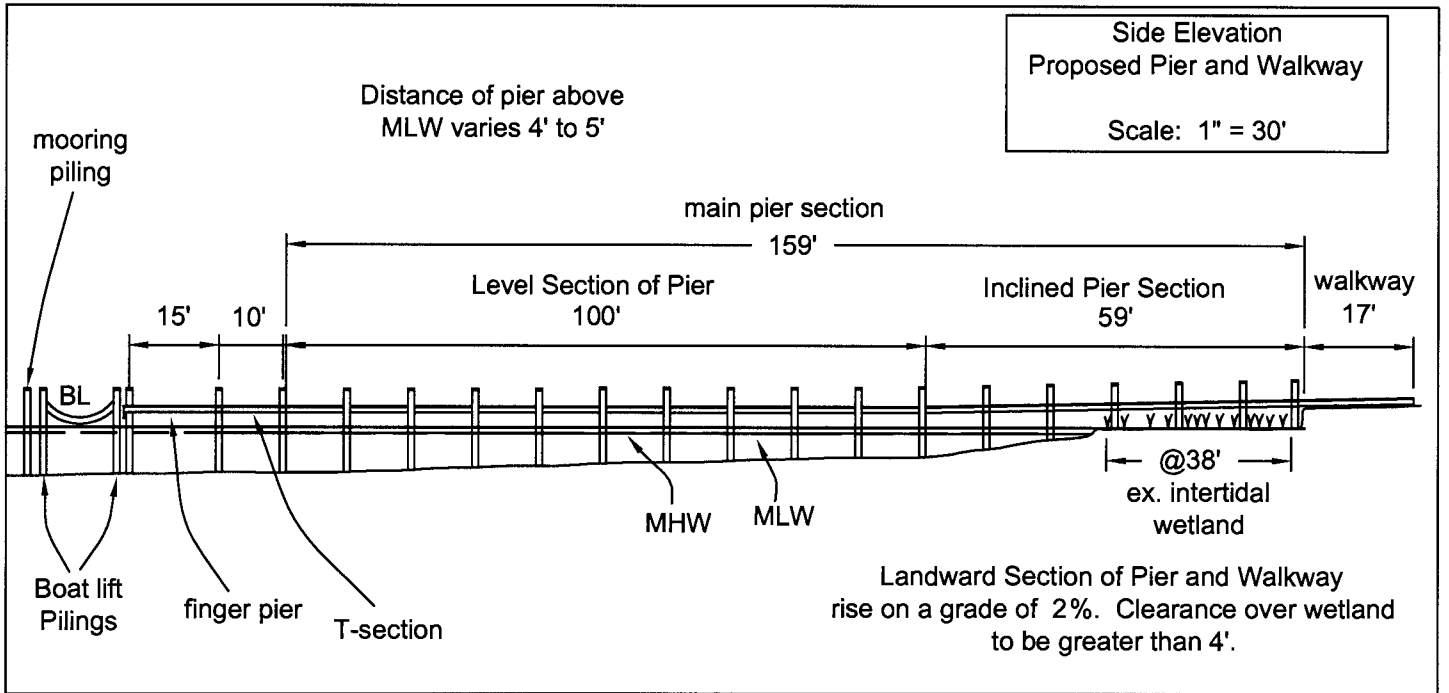 Side Elevation
Proposed Pier and Walkway
Scale: 1" = 30'
Distance of pier above
MLW varies 4' to 5'
mooring
piling
main pier section
159'
Level Section of Pier
100'
Inclined Pier Section
59'
walkway
17'
15'
10'
BL
@38'
ex. intertidal
wetland
MHW
MLW
Boat lift
Pilings
finger pier
T-section
Landward Section of Pier and Walkway
rise on a grade of 2%. Clearance over wetland
to be greater than 4'.